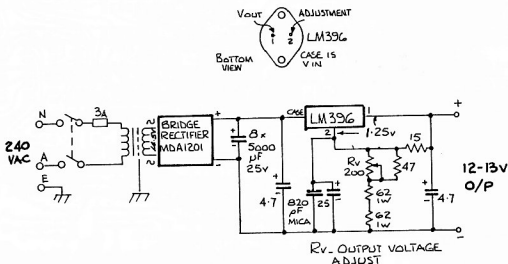 VOUT
ADJUSTMENT
1 2
LM396
BOTTOM
VIEW
CASE IS
V IN
N
3A
240
VAC
A
E
BRIDGE
RECTIFIER
MDA1201
+
-
8 x
5000
µF
25V
4.7
CASE
LM396
1
2
1.25V
820
pF
MICA
25
RV
200
47
15
62
1W
62
1W
4.7
+
12-13V
O/P
-
RV - OUTPUT VOLTAGE
ADJUST